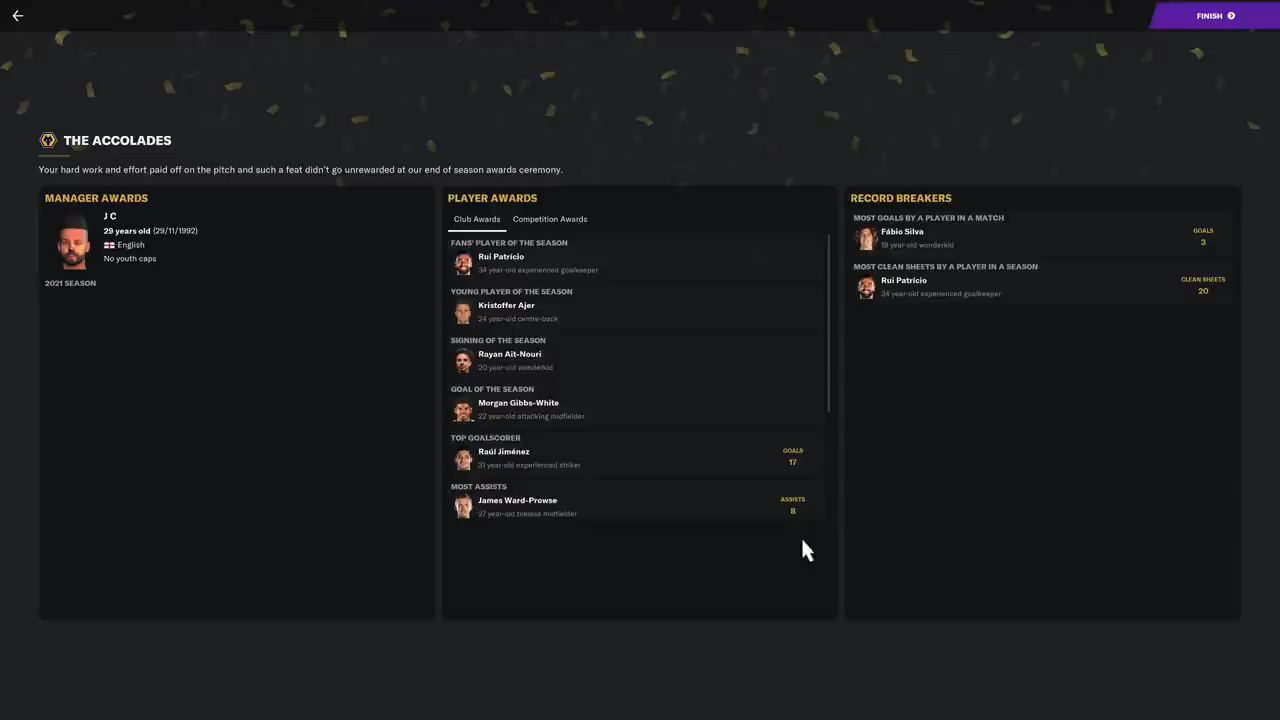 FINISH
THE ACCOLADES
Your hard work and effort paid off on the pitch and such a feat didn't go unrewarded at our end of season awards ceremony.
MANAGER AWARDS
J C
29 years old (29/11/1992)
English
No youth caps
2021 SEASON
PLAYER AWARDS
Club Awards Competition Awards
FANS' PLAYER OF THE SEASON
Rui Patrício
34 year-old experienced goalkeeper
YOUNG PLAYER OF THE SEASON
Kristoffer Ajer
24 year-old centre-back
SIGNING OF THE SEASON
Rayan Aït-Nouri
20 year-old wonderkid
GOAL OF THE SEASON
Morgan Gibbs-White
22 year-old attacking midfielder
TOP GOALSCORER
Raúl Jiménez
31 year-old experienced striker
GOALS
17
MOST ASSISTS
James Ward-Prowse
27 year-old tireless midfielder
ASSISTS
8
RECORD BREAKERS
MOST GOALS BY A PLAYER IN A MATCH
Fábio Silva
19 year-old wonderkid
GOALS
3
MOST CLEAN SHEETS BY A PLAYER IN A SEASON
Rui Patrício
34 year-old experienced goalkeeper
CLEAN SHEETS
20